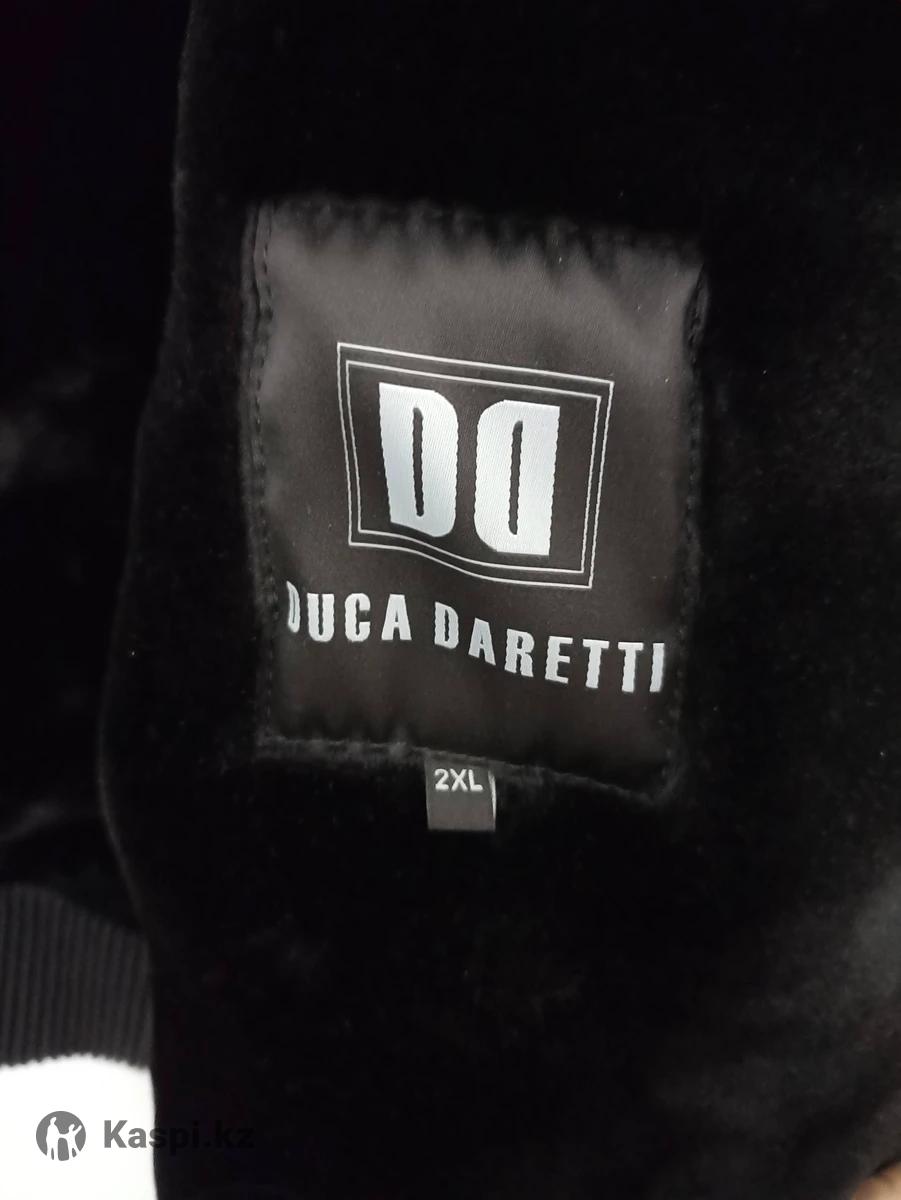 DD
DUCA DARETTI
2XL
Kaspi.kz